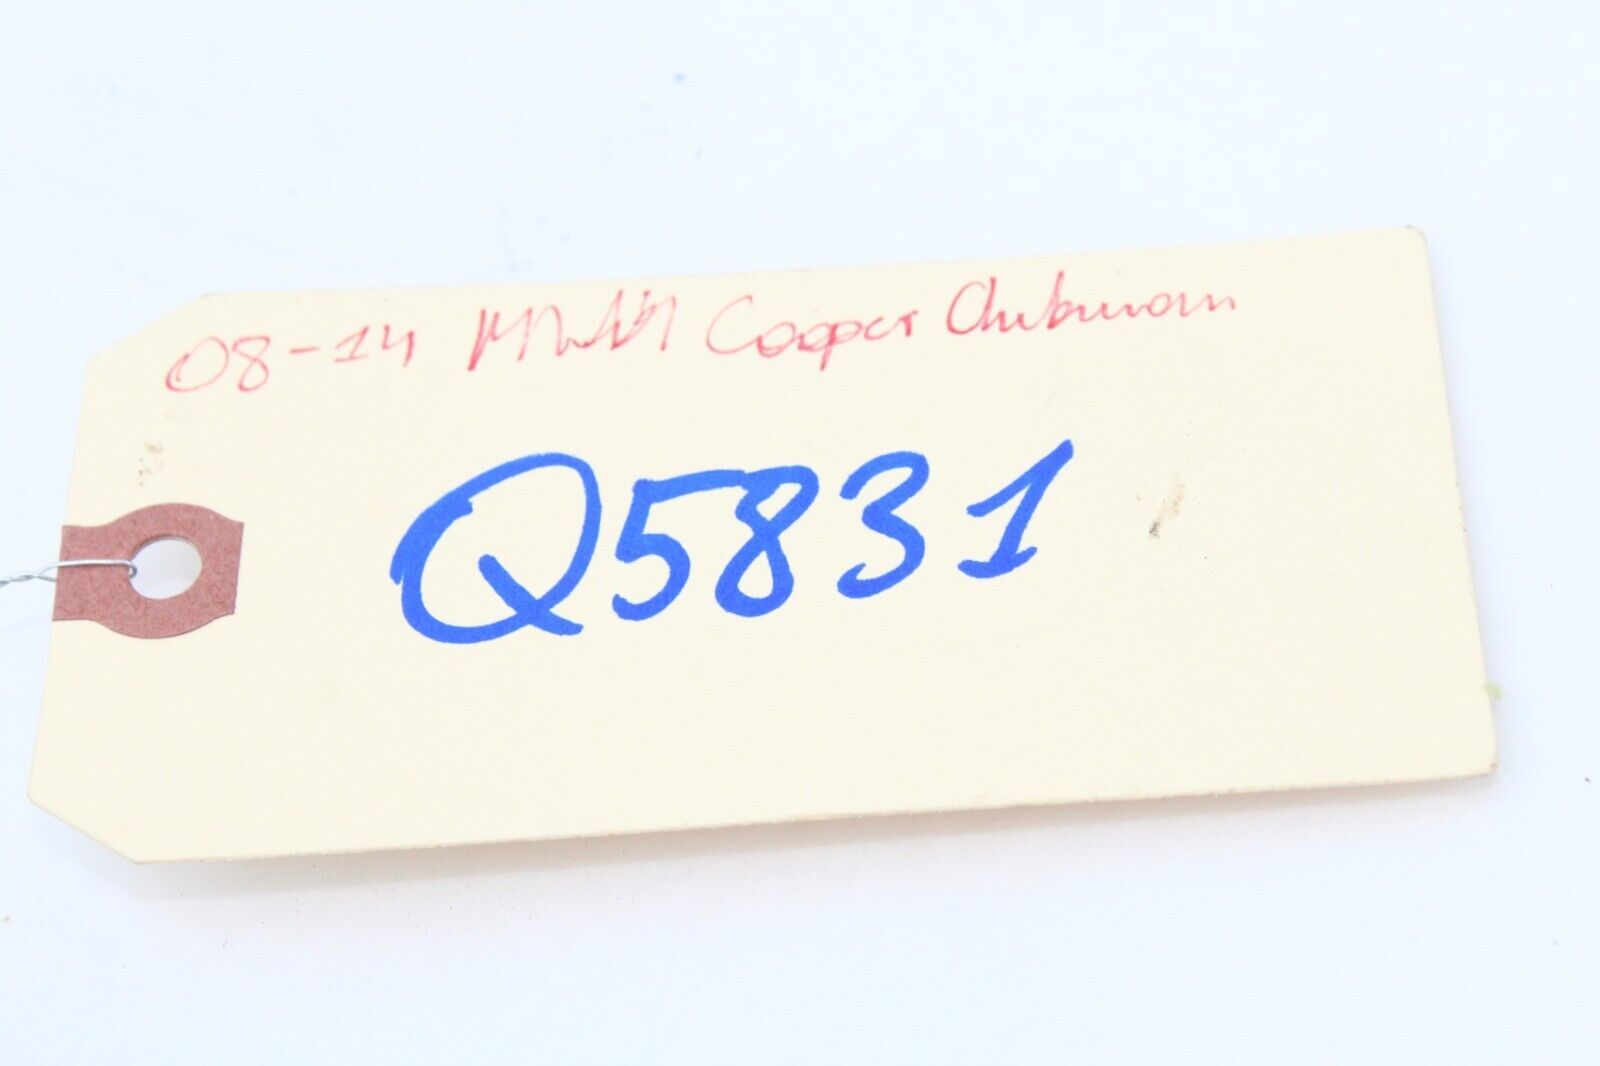 08-14 MINI Cooper Clubman
Q5831